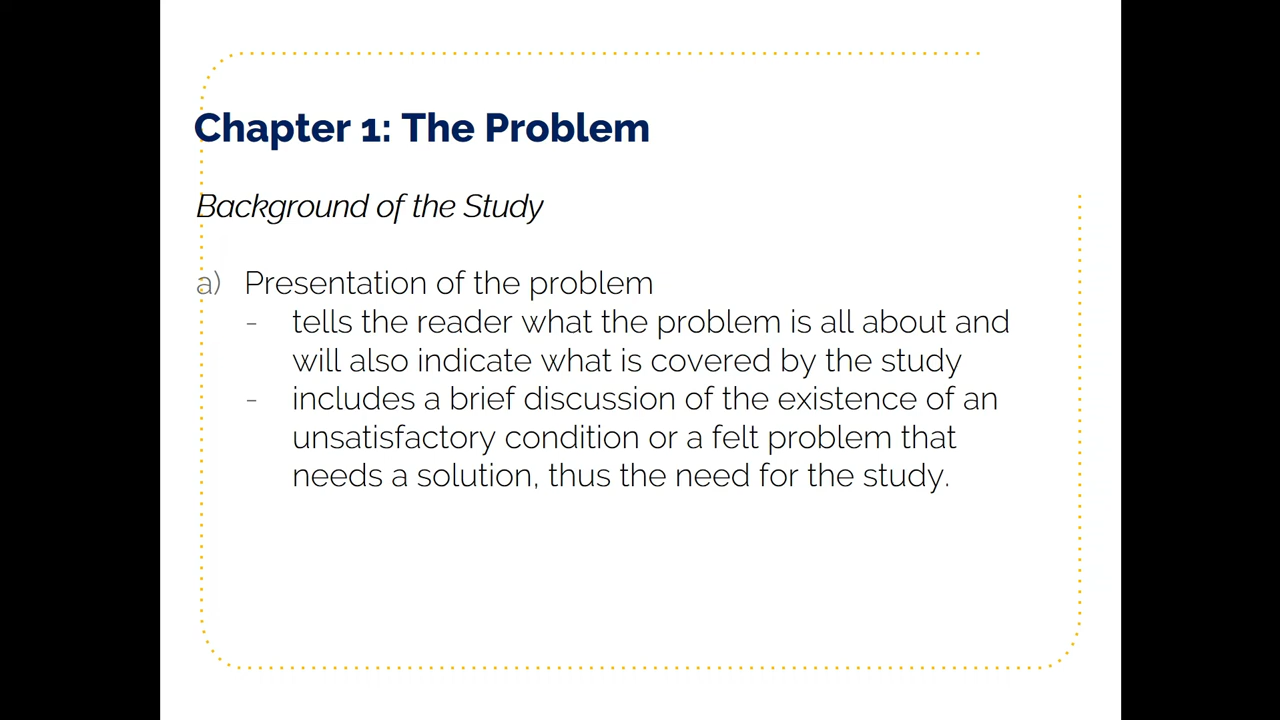 Chapter 1: The Problem
Background of the Study
a) Presentation of the problem
- tells the reader what the problem is all about and
will also indicate what is covered by the study
- includes a brief discussion of the existence of an
unsatisfactory condition or a felt problem that
needs a solution, thus the need for the study.